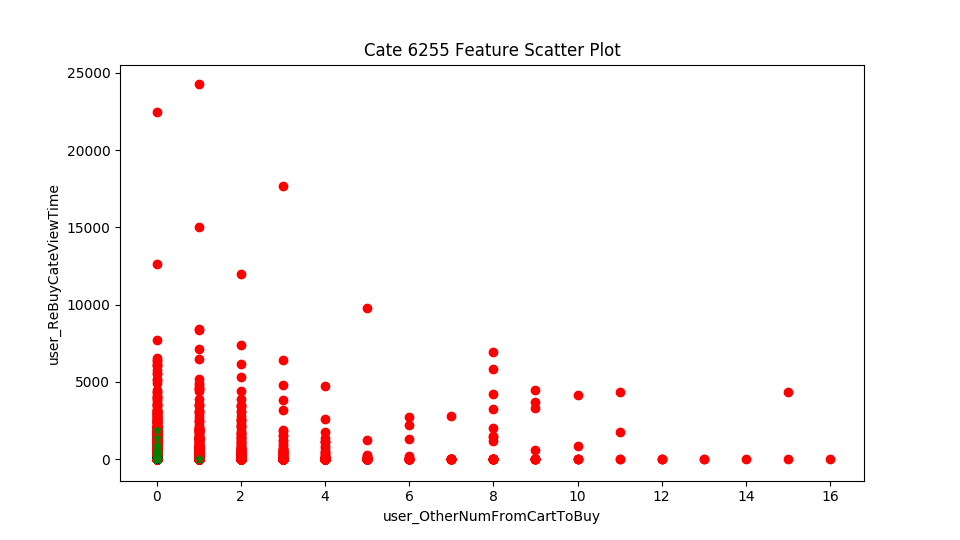 Cate 6255 Feature Scatter Plot
25000
20000
15000
10000
5000
0
user_ReBuyCateViewTime
0 2 4 6 8 10 12 14 16
user_OtherNumFromCartToBuy